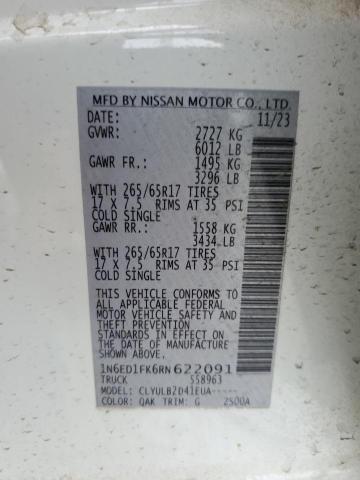 MFD BY NISSAN MOTOR CO., LTD.
DATE: 11/23
GVWR: 2727 KG
6012 LB
GAWR FR.: 1495 KG
3296 LB
WITH 265/65R17 TIRES
17 X 7.5 RIMS AT 35 PSI
COLD SINGLE
GAWR RR.: 1558 KG
3434 LB
WITH 265/65R17 TIRES
17 X 7.5 RIMS AT 35 PSI
COLD SINGLE
THIS VEHICLE CONFORMS TO
ALL APPLICABLE FEDERAL
MOTOR VEHICLE SAFETY
AND THEFT PREVENTION
STANDARDS IN EFFECT ON
THE DATE OF MANUFACTURE
SHOWN ABOVE.
1N6ED1FK6RN622091
TRUCK 558963
MODEL: CLYULB2D41EUA-----
COLOR: QAK TRIM: G 2S00A